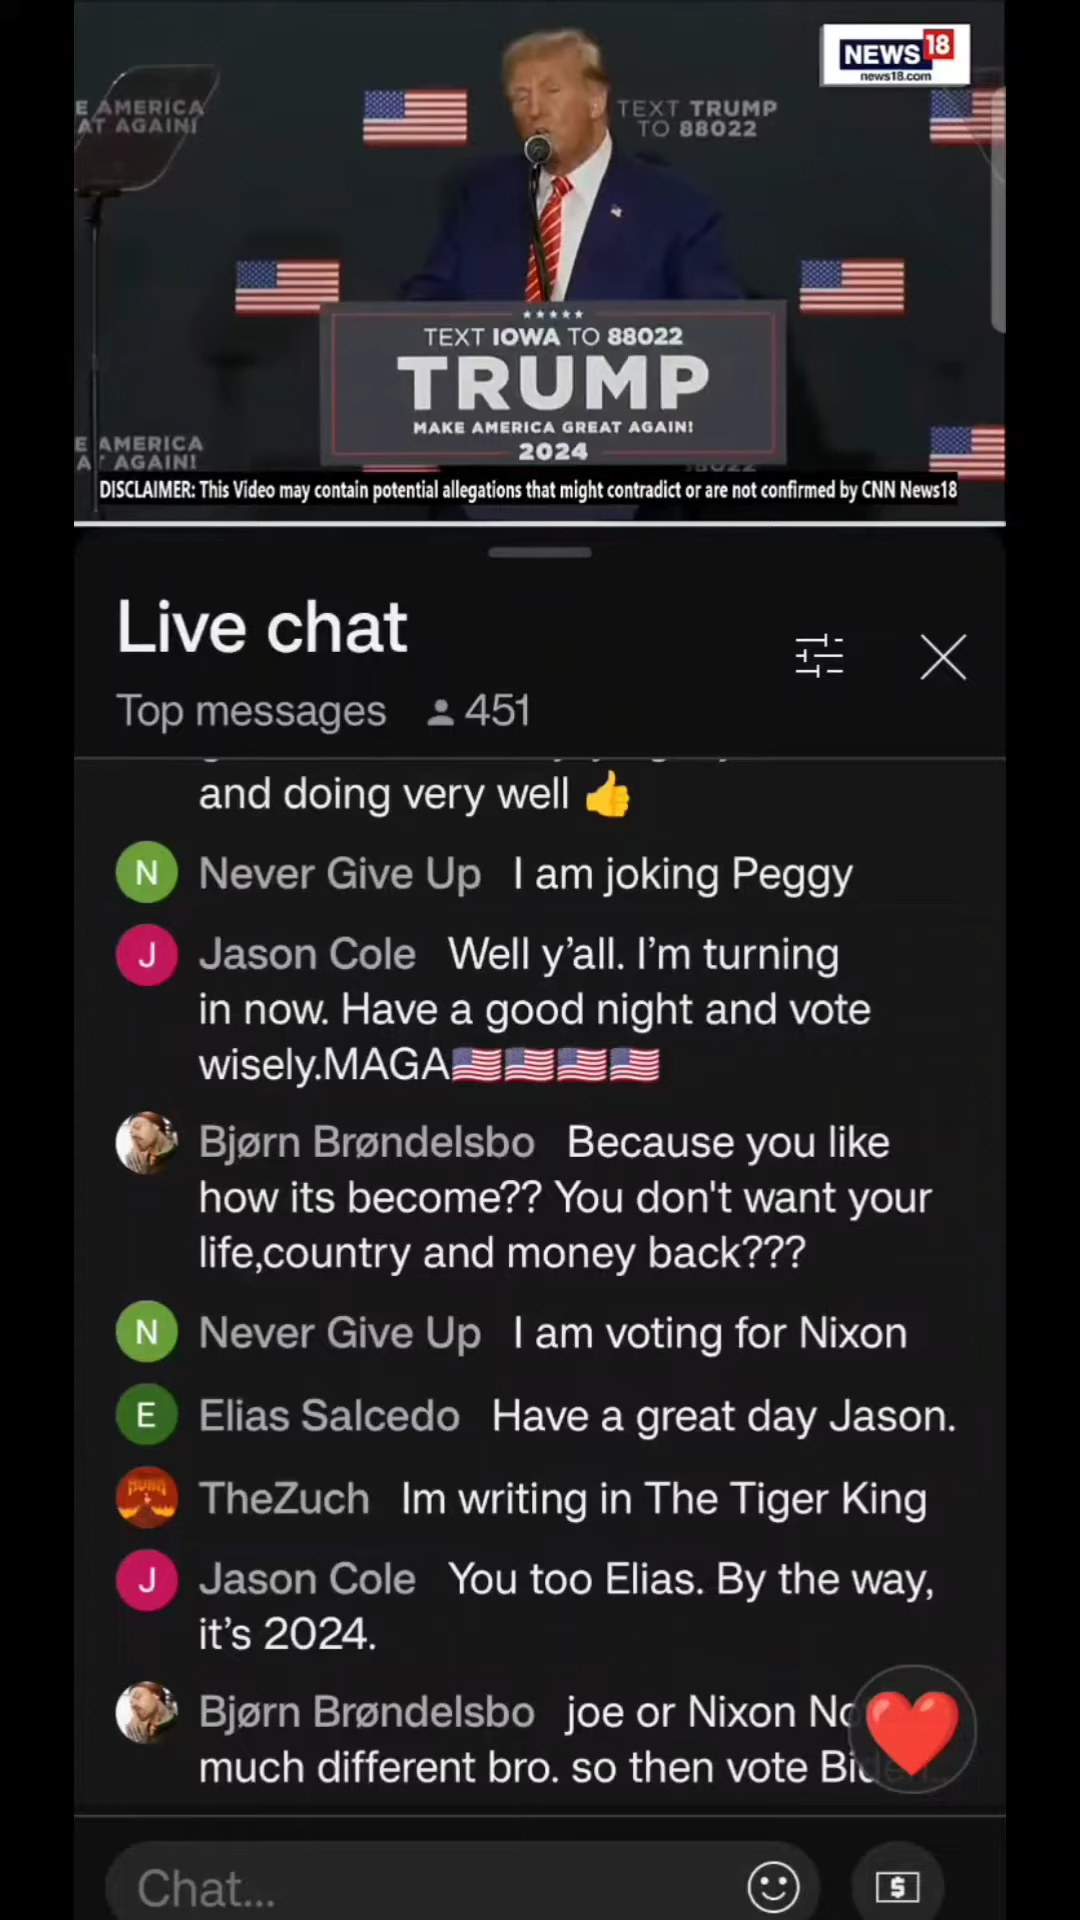 NEWS 18
news18.com
E AMERICA
AT AGAIN!
TEXT TRUMP
TO 88022
TEXT IOWA TO 88022
TRUMP
MAKE AMERICA GREAT AGAIN!
2024
E AMERICA
AT AGAIN!
88022
DISCLAIMER: This Video may contain potential allegations that might contradict or are not confirmed by CNN News18
Live chat
Top messages 451
and doing very well 👍
N Never Give Up I am joking Peggy
J Jason Cole Well y’all. I’m turning
in now. Have a good night and vote
wisely.MAGA🇺🇸🇺🇸🇺🇸🇺🇸
Bjørn Brøndelsbo Because you like
how its become?? You don't want your
life,country and money back???
N Never Give Up I am voting for Nixon
E Elias Salcedo Have a great day Jason.
TheZuch Im writing in The Tiger King
J Jason Cole You too Elias. By the way,
it’s 2024.
Bjørn Brøndelsbo joe or Nixon No
much different bro. so then vote
Chat...